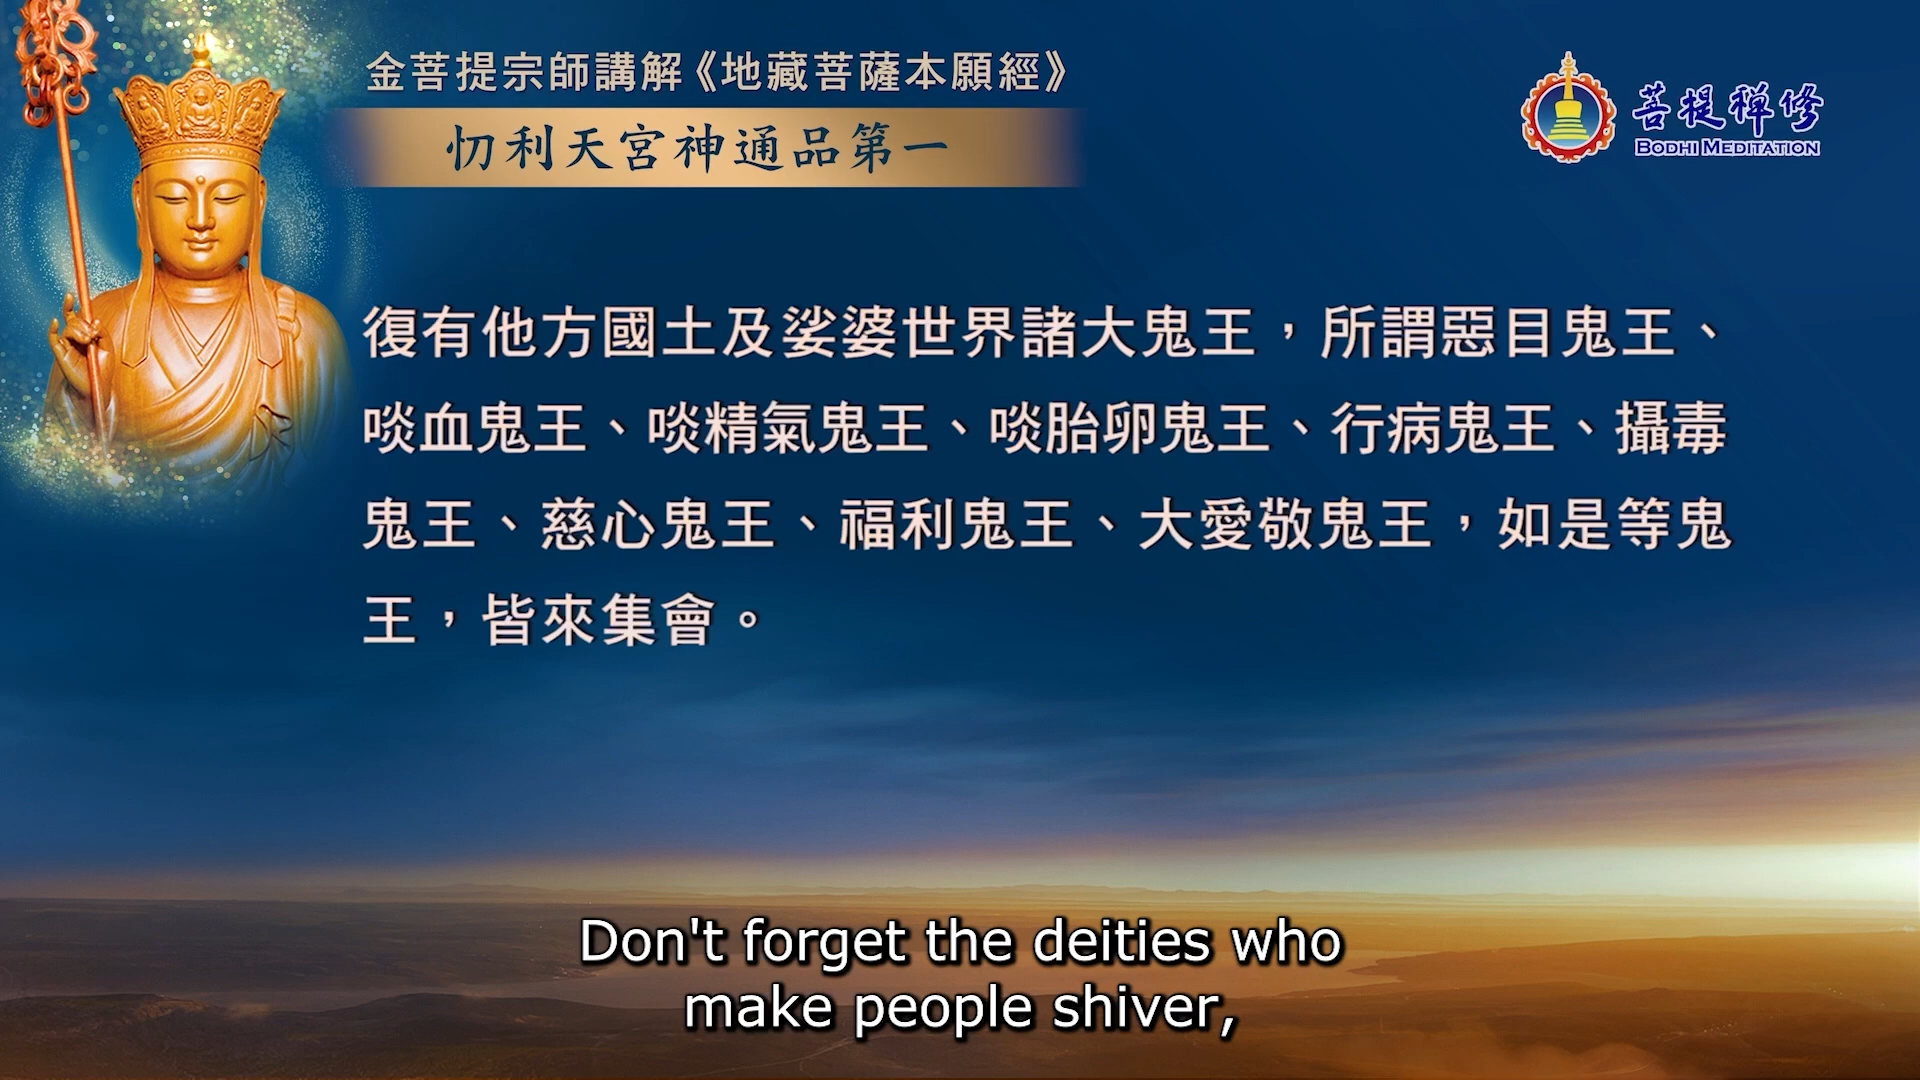 金菩提宗師講解《地藏菩薩本願經》
忉利天宮神通品第一
菩提禪修
BODHI MEDITATION
復有他方國土及娑婆世界諸大鬼王，所謂惡目鬼王、
啖血鬼王、啖精氣鬼王、啖胎卵鬼王、行病鬼王、攝毒
鬼王、慈心鬼王、福利鬼王、大愛敬鬼王，如是等鬼
王，皆來集會。
Don't forget the deities who
make people shiver,